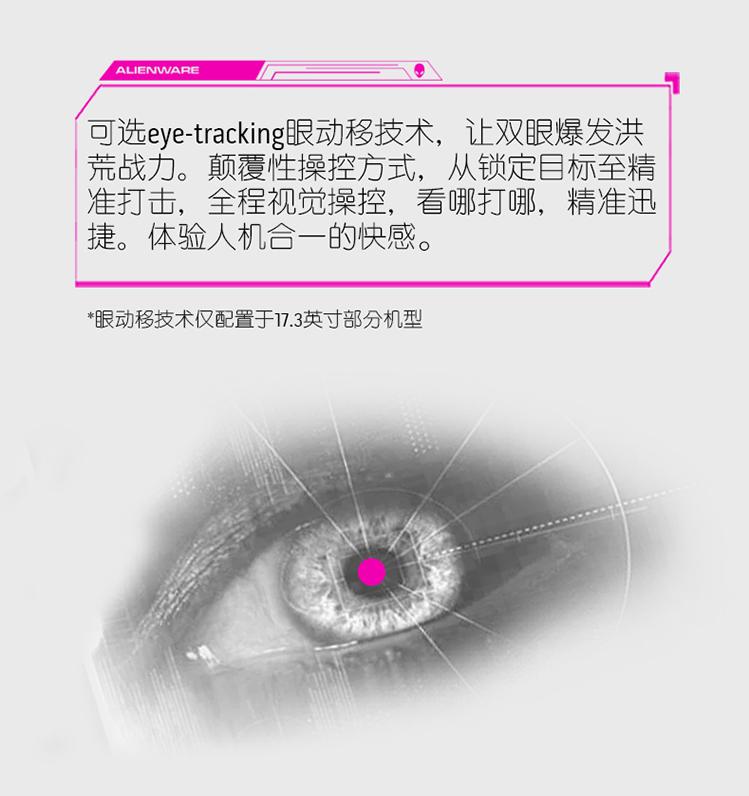 ALIENWARE
可选eye-tracking眼动移技术，让双眼爆发洪
荒战力。颠覆性操控方式，从锁定目标至精
准打击，全程视觉操控，看哪打哪，精准迅
捷。体验人机合一的快感。
*眼动移技术仅配置于17.3英寸部分机型